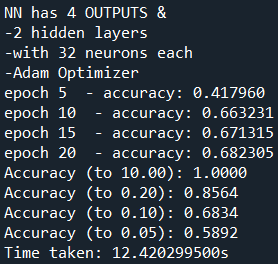 NN has 4 OUTPUTS &
-2 hidden layers
-with 32 neurons each
-Adam Optimizer
epoch 5  - accuracy: 0.417960
epoch 10  - accuracy: 0.663231
epoch 15  - accuracy: 0.671315
epoch 20  - accuracy: 0.682305
Accuracy (to 10.00): 1.0000
Accuracy (to 0.20): 0.8564
Accuracy (to 0.10): 0.6834
Accuracy (to 0.05): 0.5892
Time taken: 12.420299500s